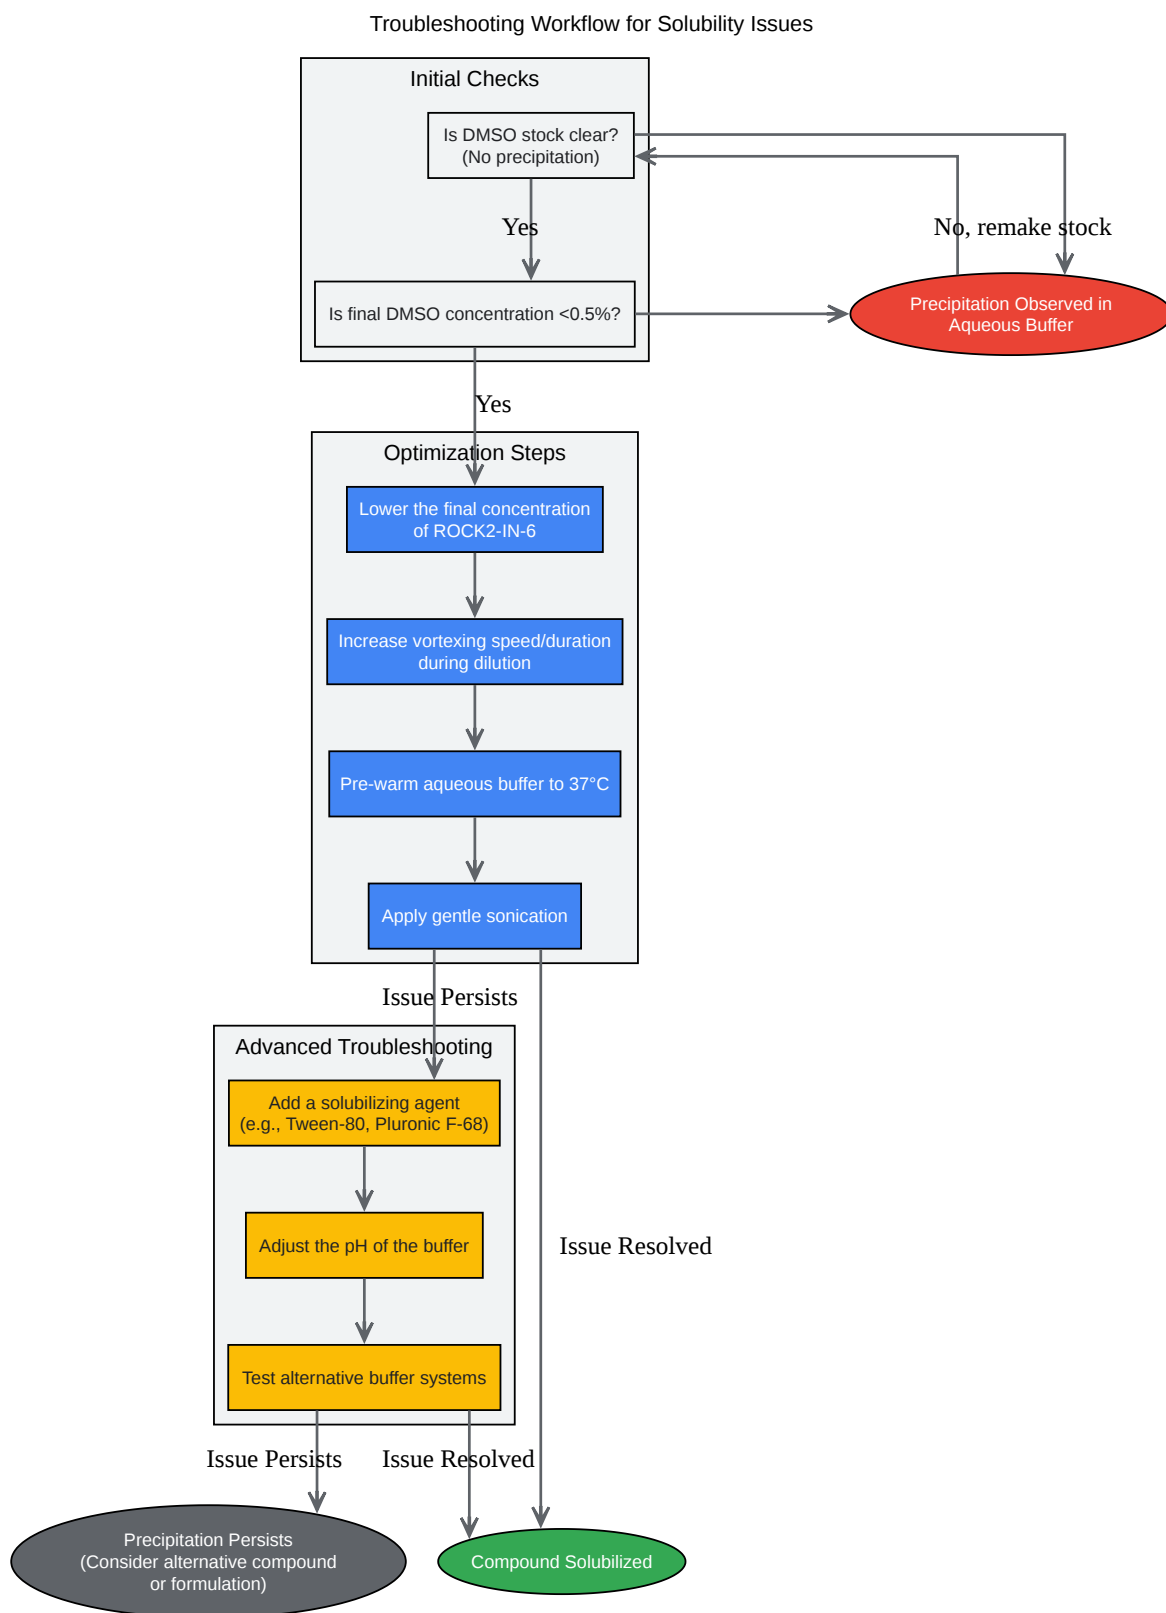 Troubleshooting Workflow for Solubility Issues
Initial Checks
Is DMSO stock clear?
(No precipitation)
Yes
No, remake stock
Is final DMSO concentration <0.5%?
Precipitation Observed in
Aqueous Buffer
Yes
Optimization Steps
Lower the final concentration
of ROCK2-IN-6
Increase vortexing speed/duration
during dilution
Pre-warm aqueous buffer to 37°C
Apply gentle sonication
Issue Persists
Advanced Troubleshooting
Add a solubilizing agent
(e.g., Tween-80, Pluronic F-68)
Adjust the pH of the buffer
Issue Resolved
Test alternative buffer systems
Issue Persists
Issue Resolved
Precipitation Persists
(Consider alternative compound
or formulation)
Compound Solubilized